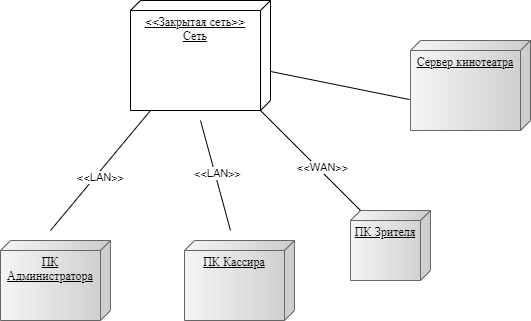 <<Закрытая сеть>>
Сеть
Сервер кинотеатра
<<LAN>>
<<LAN>>
<<WAN>>
ПК Зрителя
ПК
Администратора
ПК Кассира